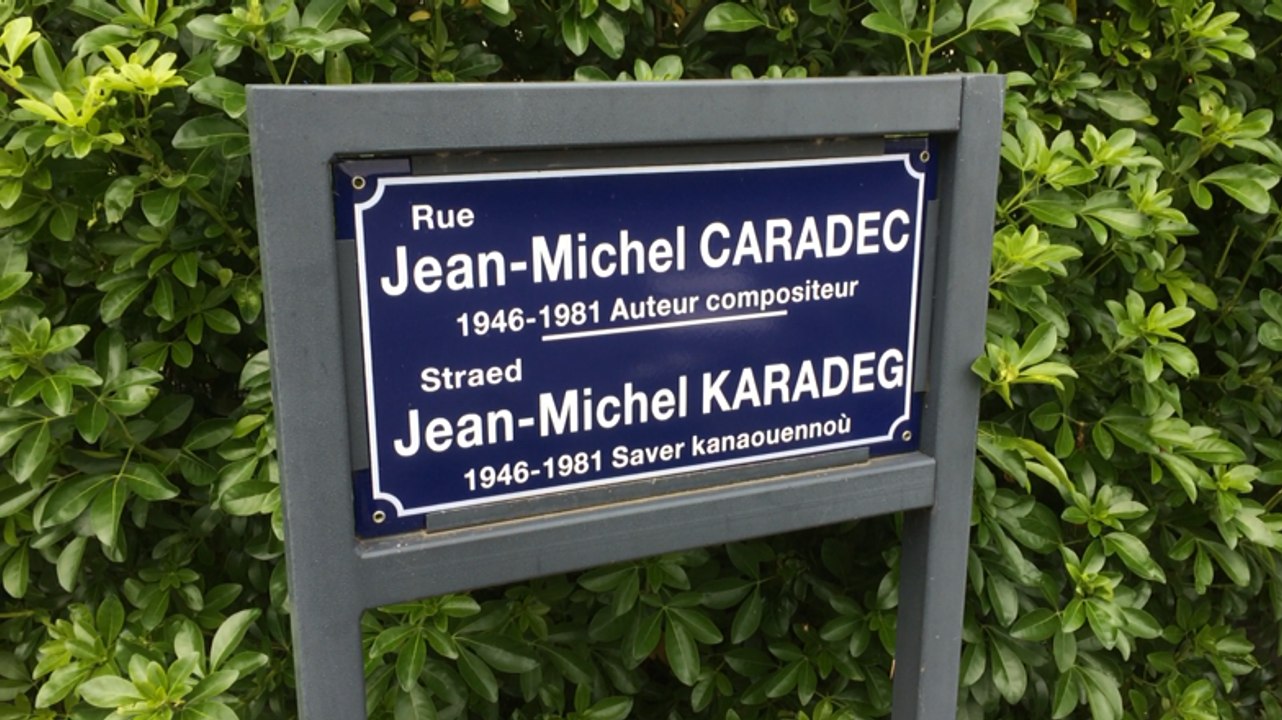 Rue
Jean-Michel CARADEC
1946-1981 Auteur compositeur
Straed
Jean-Michel KARADEG
1946-1981 Saver kanaouennoù